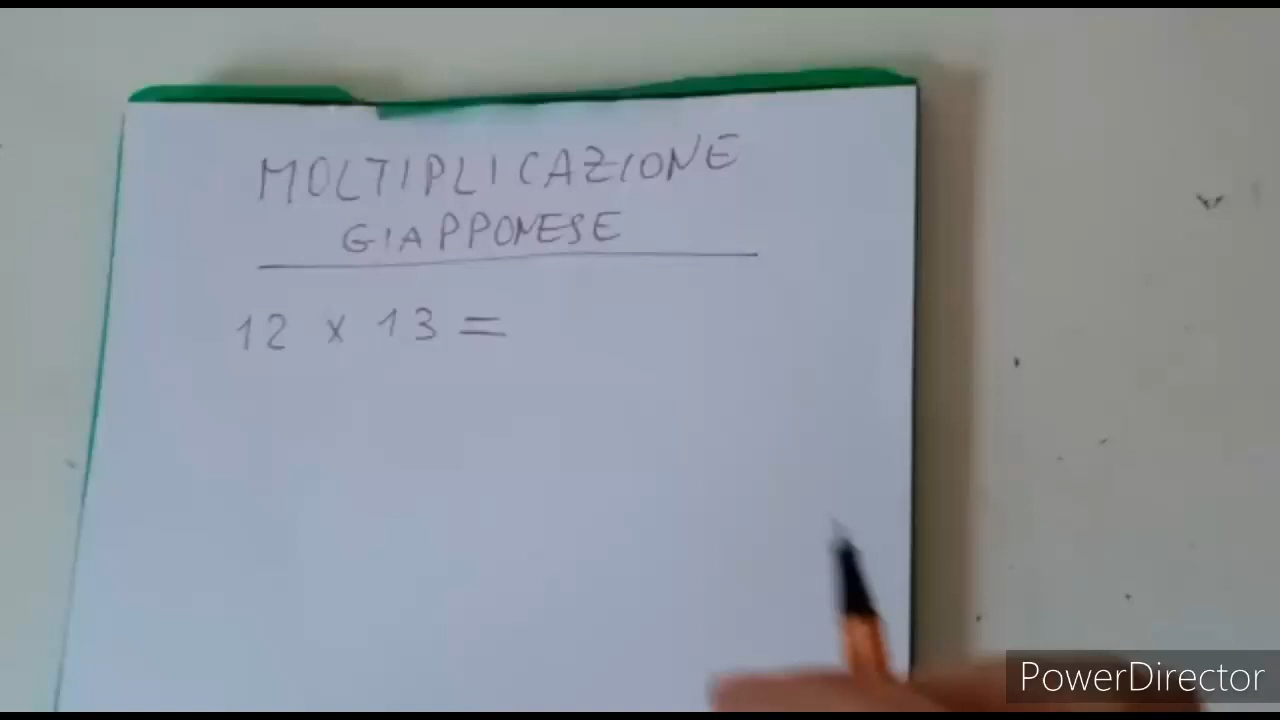 MOLTIPLICAZIONE
GIAPPONESE
12 x 13 =
PowerDirector